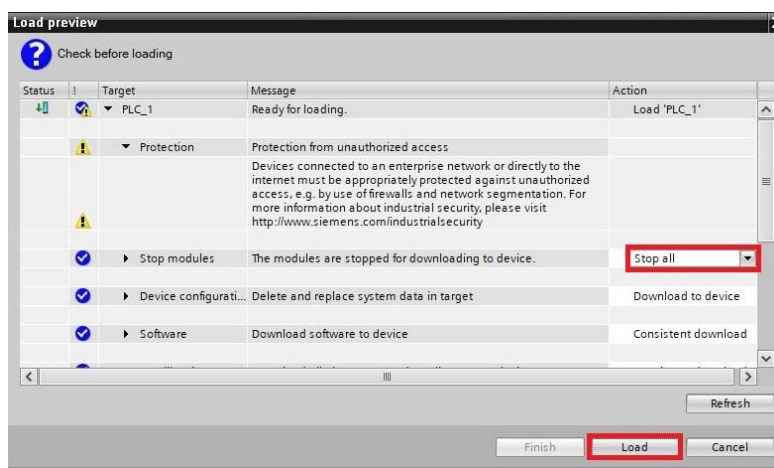 Load preview
Check before loading
Status ! Target Message Action
PLC_1 Ready for loading. Load 'PLC_1'
Protection Protection from unauthorized access
Devices connected to an enterprise network or directly to the
internet must be appropriately protected against unauthorized
access, e.g. by use of firewalls and network segmentation. For
more information about industrial security, please visit
http://www.siemens.com/industrialsecurity
Stop modules The modules are stopped for downloading to device. Stop all
Device configurati... Delete and replace system data in target Download to device
Software Download software to device Consistent download
Refresh
Finish Load Cancel